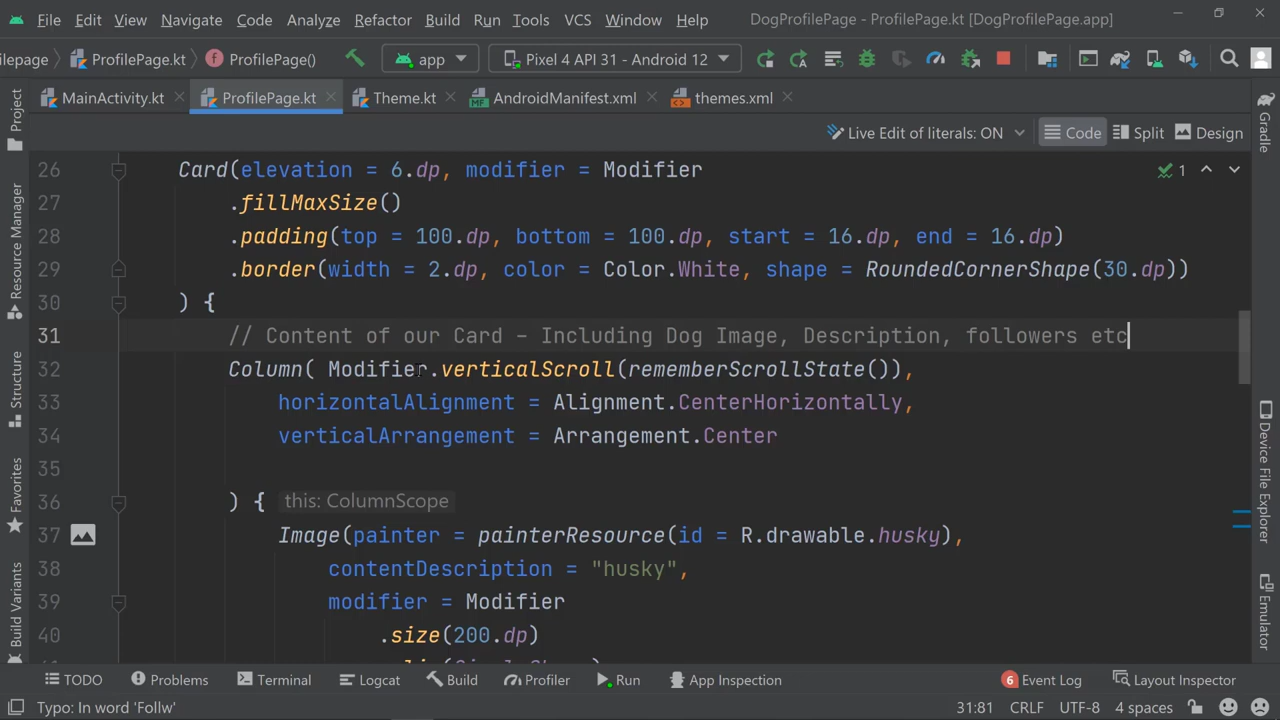 File Edit View Navigate Code Analyze Refactor Build Run Tools VCS Window Help DogProfilePage - ProfilePage.kt [DogProfilePage.app]
ilepage ProfilePage.kt ProfilePage() app Pixel 4 API 31 - Android 12
MainActivity.kt ProfilePage.kt Theme.kt AndroidManifest.xml themes.xml
Live Edit of literals: ON Code Split Design
Project
Resource Manager
Structure
Favorites
Build Variants
26 Card(elevation = 6.dp, modifier = Modifier
27 .fillMaxSize()
28 .padding(top = 100.dp, bottom = 100.dp, start = 16.dp, end = 16.dp)
29 .border(width = 2.dp, color = Color.White, shape = RoundedCornerShape(30.dp))
30 ) {
31 // Content of our Card - Including Dog Image, Description, followers etc
32 Column( Modifier.verticalScroll(rememberScrollState()),
33 horizontalAlignment = Alignment.CenterHorizontally,
34 verticalArrangement = Arrangement.Center
35
36 ) { this: ColumnScope
37 Image(painter = painterResource(id = R.drawable.husky),
38 contentDescription = "husky",
39 modifier = Modifier
40 .size(200.dp)
1
Gradle
Device File Explorer
Emulator
TODO Problems Terminal Logcat Build Profiler Run App Inspection 6 Event Log Layout Inspector
Typo: In word 'Follw' 31:81 CRLF UTF-8 4 spaces